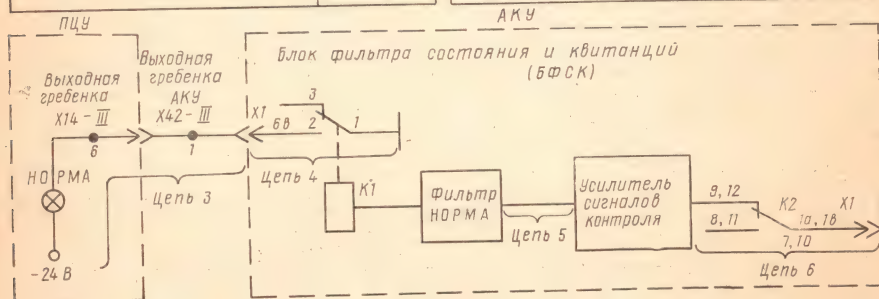 АКУ
ПЦУ
Выходная гребенка Х14-III
6
НОРМА
-24 В
Выходная гребенка АКУ Х42-III
1
Цепь 3
Блок фильтра состояния и квитанций
(БФСК)
Х1
6В
3
2
1
Цепь 4
К1
Фильтр НОРМА
Цепь 5
Усилитель сигналов контроля
9,12
8,11
К2
1а,1в
Х1
7,10
Цепь 6